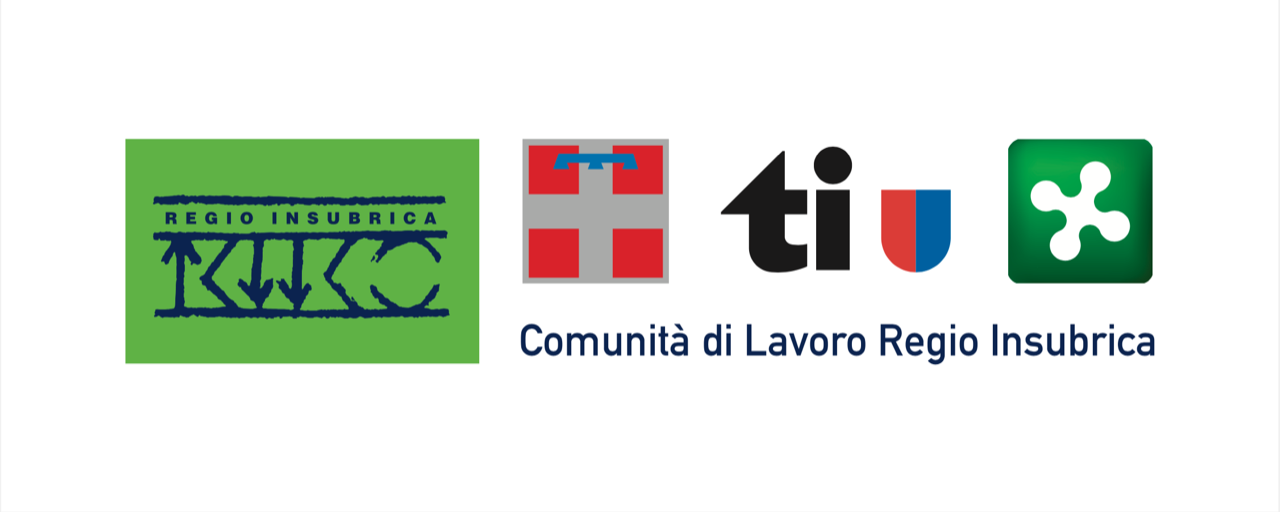 REGIO INSUBRICA
ti
Comunità di Lavoro Regio Insubrica